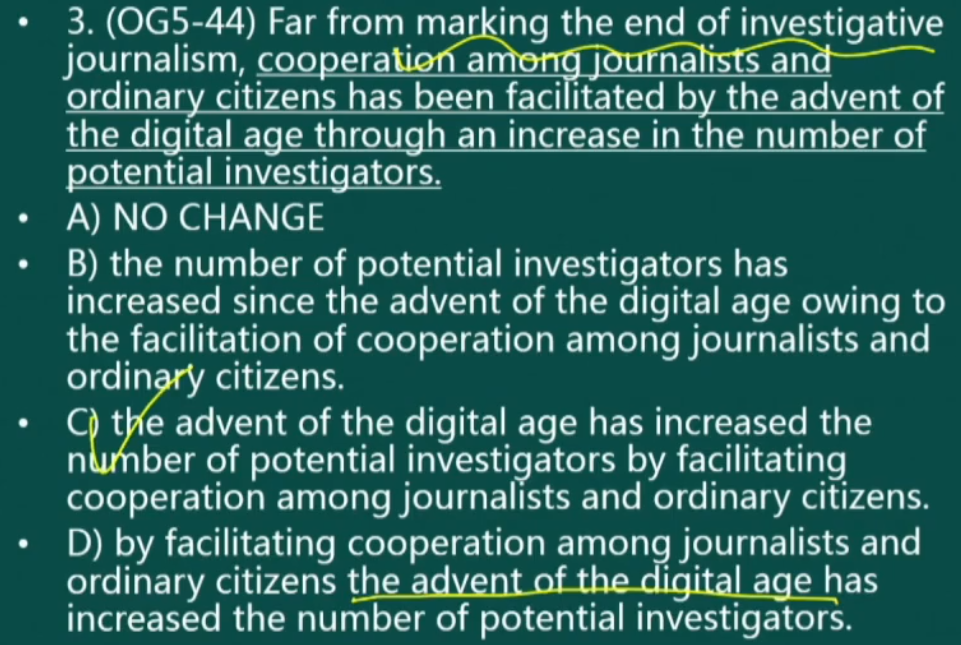 • 3. (OG5-44) Far from marking the end of investigative
journalism, cooperation among journalists and
ordinary citizens has been facilitated by the advent of
the digital age through an increase in the number of
potential investigators.
• A) NO CHANGE
• B) the number of potential investigators has
increased since the advent of the digital age owing to
the facilitation of cooperation among journalists and
ordinary citizens.
• C) the advent of the digital age has increased the
number of potential investigators by facilitating
cooperation among journalists and ordinary citizens.
• D) by facilitating cooperation among journalists and
ordinary citizens the advent of the digital age has
increased the number of potential investigators.